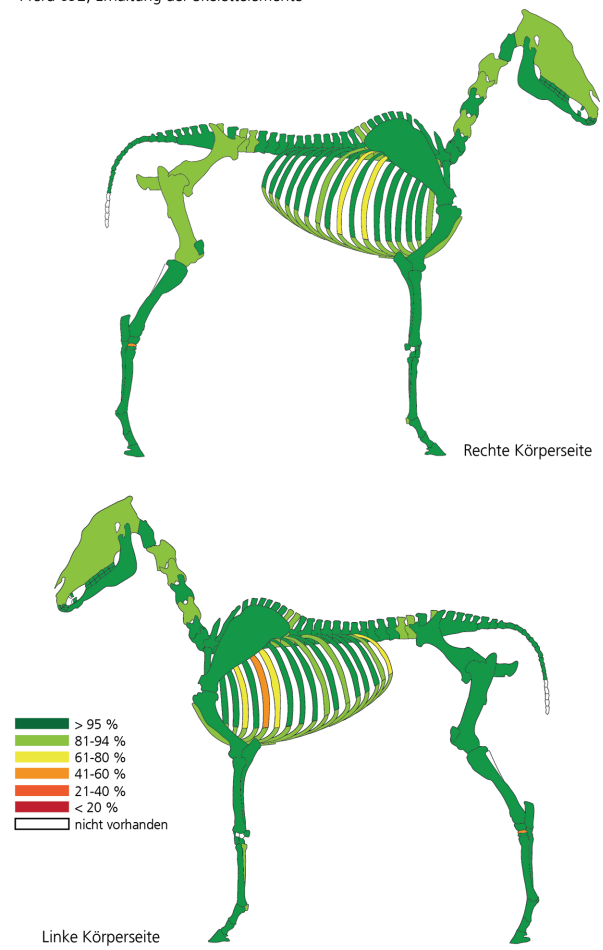 Rechte Körperseite
> 95 %
81-94 %
61-80 %
41-60 %
21-40 %
< 20 %
nicht vorhanden
Linke Körperseite